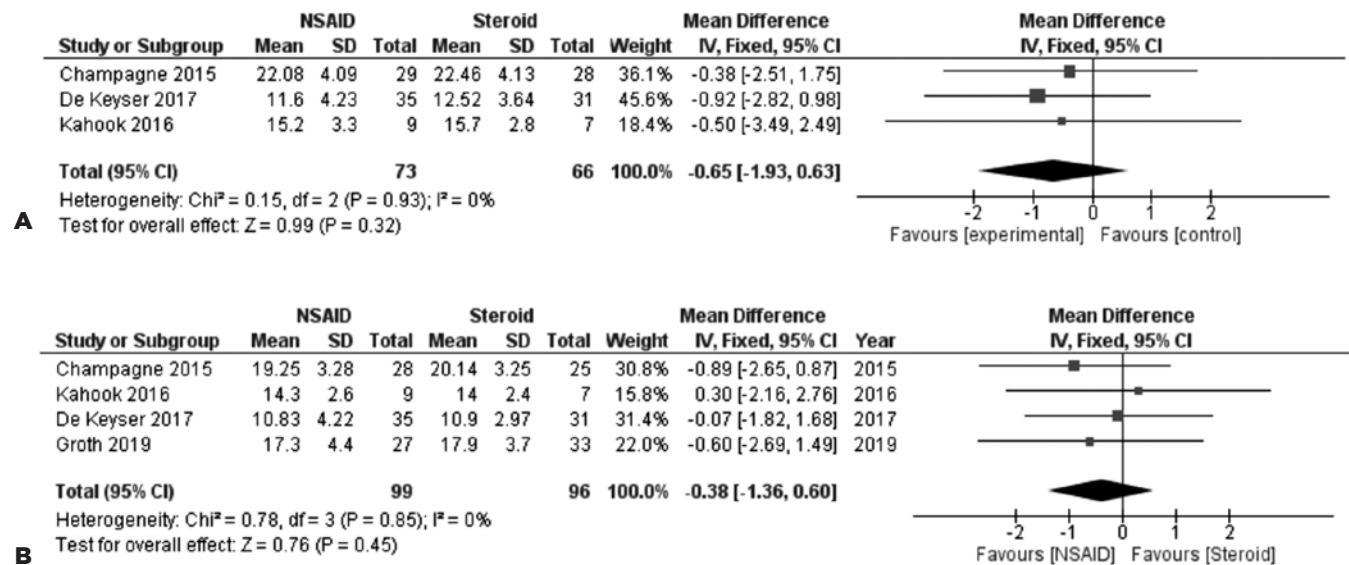 NSAID Steroid Mean Difference Mean Difference
Study or Subgroup Mean SD Total Mean SD Total Weight IV, Fixed, 95% CI IV, Fixed, 95% CI
Champagne 2015 22.08 4.09 29 22.46 4.13 28 36.1% -0.38 [-2.51, 1.75]
De Keyser 2017 11.6 4.23 35 12.52 3.64 31 45.6% -0.92 [-2.82, 0.98]
Kahook 2016 15.2 3.3 9 15.7 2.8 7 18.4% -0.50 [-3.49, 2.49]
Total (95% CI) 73 66 100.0% -0.65 [-1.93, 0.63]
Heterogeneity: Chi² = 0.15, df = 2 (P = 0.93); I² = 0%
-2 -1 0 1 2
A Test for overall effect: Z = 0.99 (P = 0.32)
Favours [experimental] Favours [control]
NSAID Steroid Mean Difference Mean Difference
Study or Subgroup Mean SD Total Mean SD Total Weight IV, Fixed, 95% CI Year IV, Fixed, 95% CI
Champagne 2015 19.25 3.28 28 20.14 3.25 25 30.8% -0.89 [-2.65, 0.87] 2015
Kahook 2016 14.3 2.6 9 14 2.4 7 15.8% 0.30 [-2.16, 2.76] 2016
De Keyser 2017 10.83 4.22 35 10.9 2.97 31 31.4% -0.07 [-1.82, 1.68] 2017
Groth 2019 17.3 4.4 27 17.9 3.7 33 22.0% -0.60 [-2.69, 1.49] 2019
Total (95% CI) 99 96 100.0% -0.38 [-1.36, 0.60]
Heterogeneity: Chi² = 0.78, df = 3 (P = 0.85); I² = 0%
-2 -1 0 1 2
B Test for overall effect: Z = 0.76 (P = 0.45)
Favours [NSAID] Favours [Steroid]